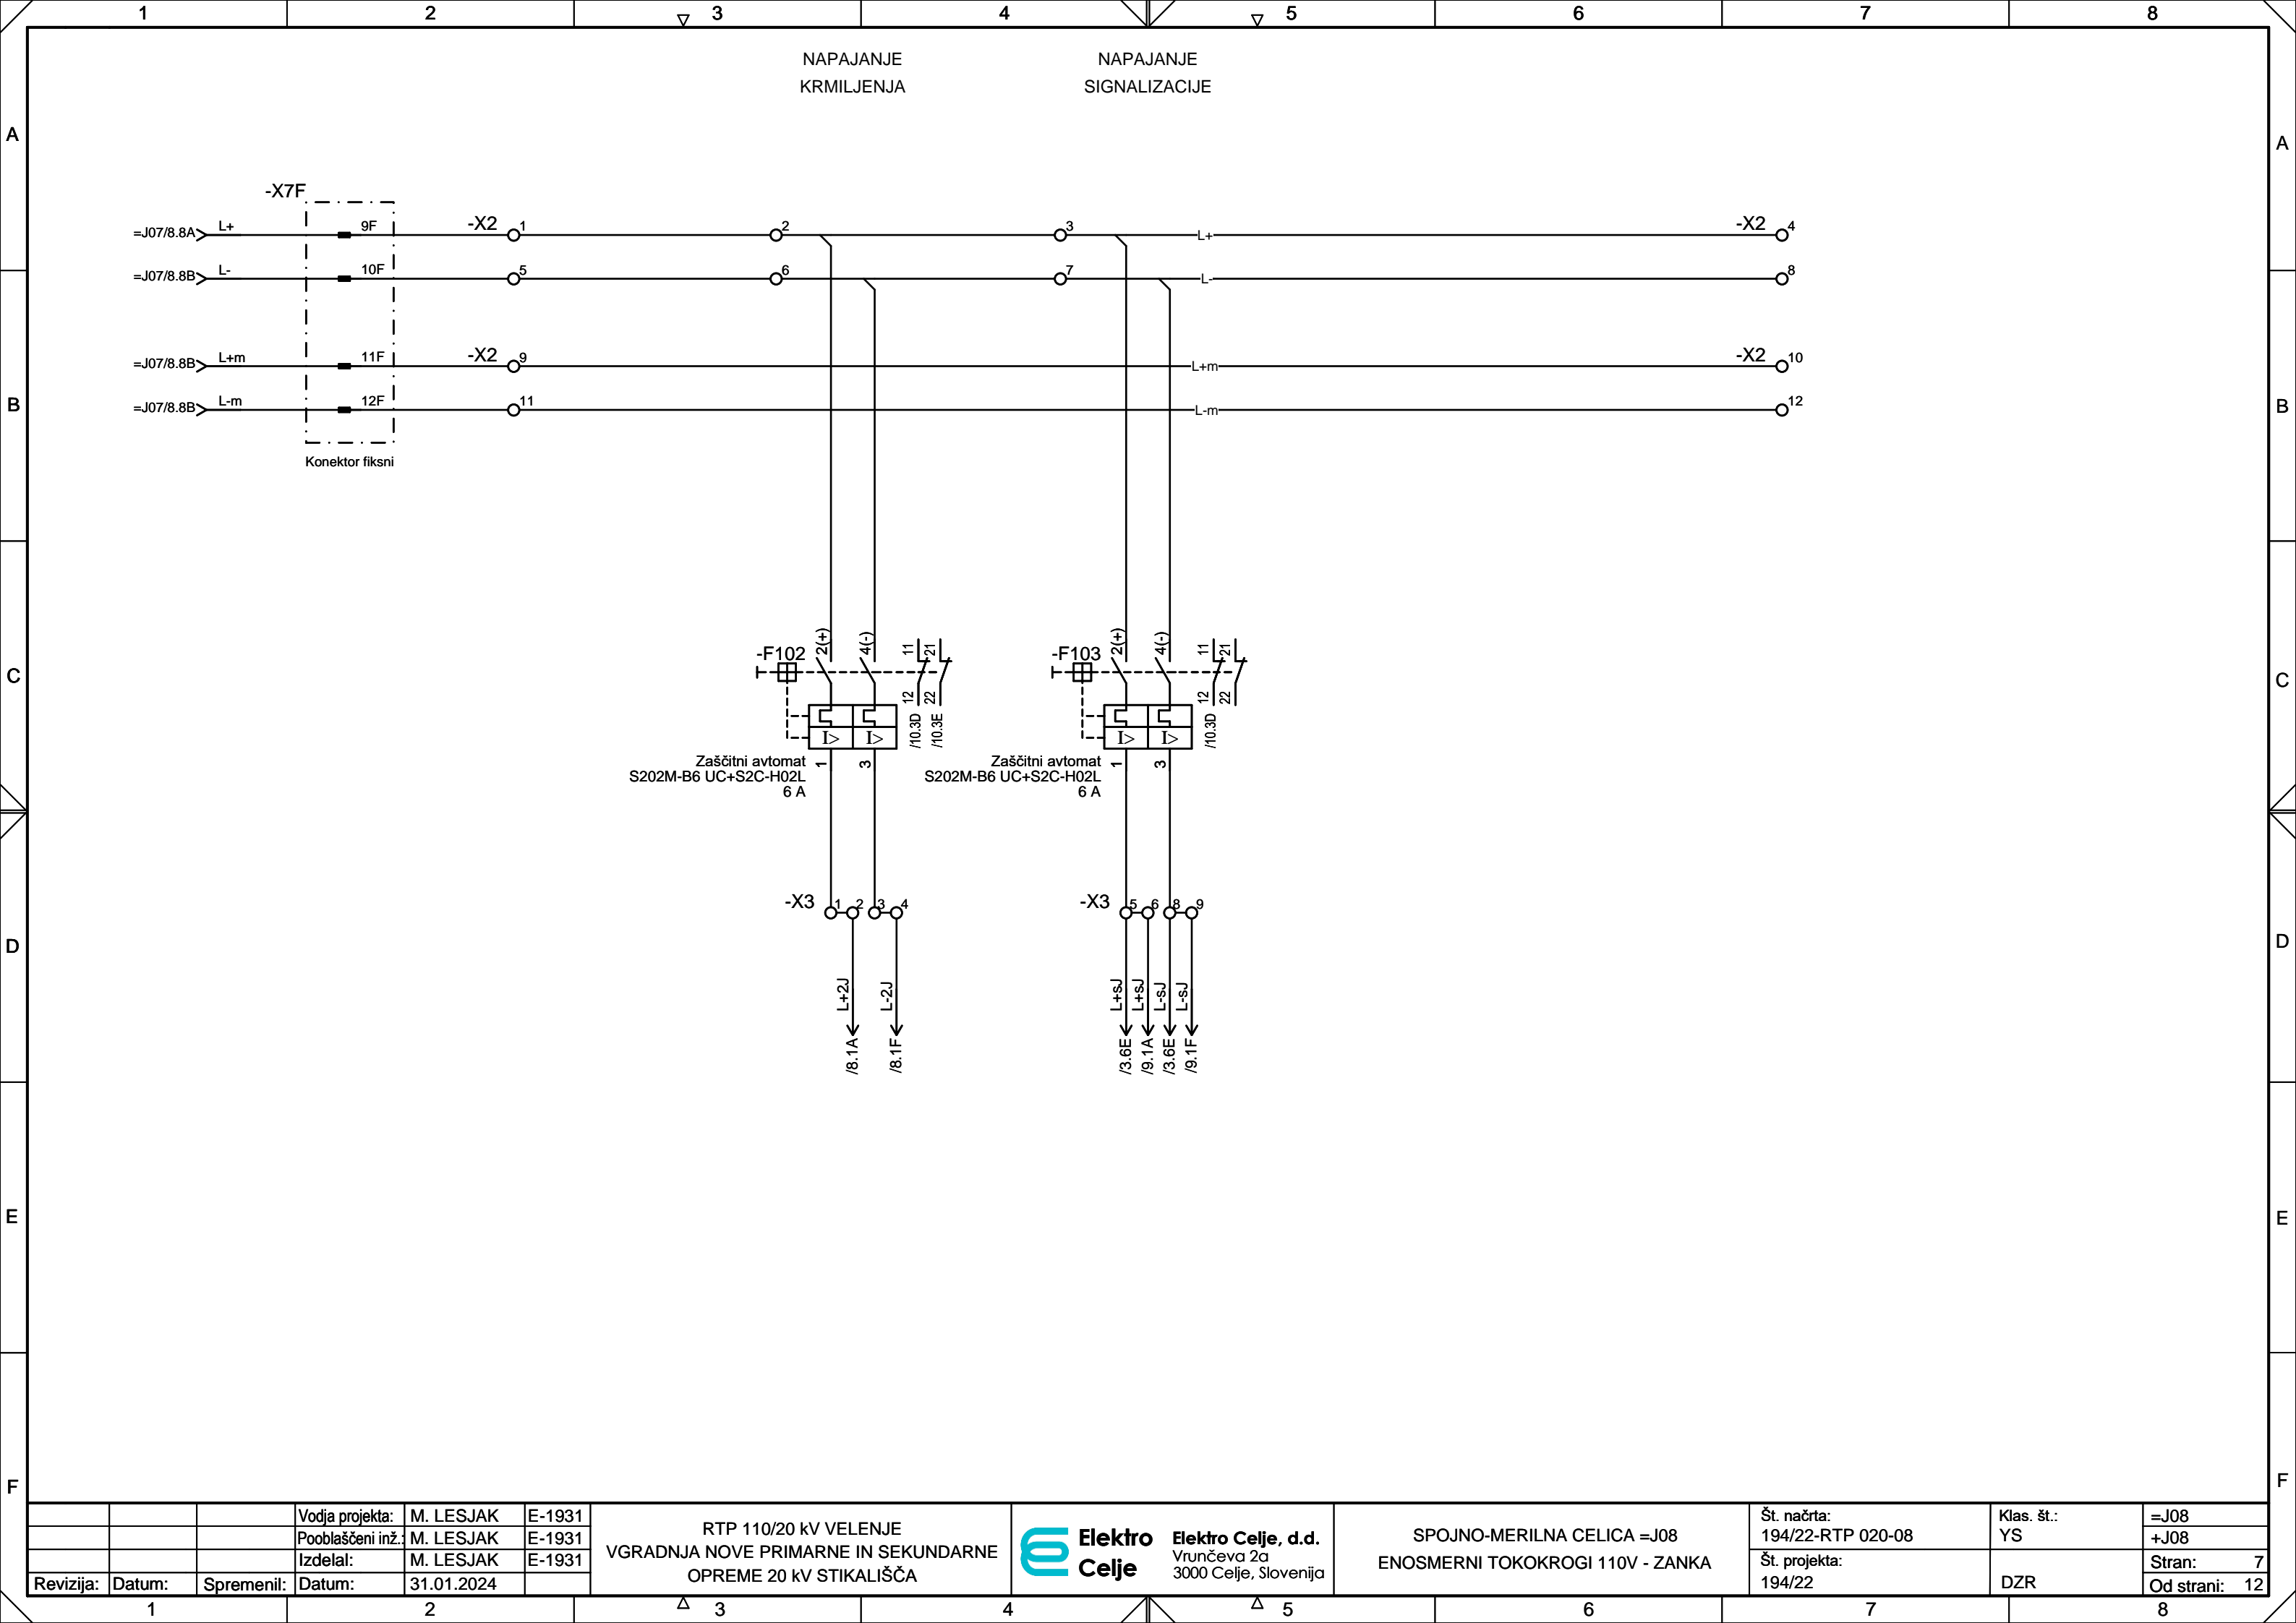 1 2 3 4 5 6 7 8
NAPAJANJE
KRMILJENJA
NAPAJANJE
SIGNALIZACIJE
A A
-X7F
=J07/8.8A L+ 9F -X2 1 2 3 L+ -X2 4
=J07/8.8B L- 10F 5 6 7 L- 8
=J07/8.8B L+m 11F -X2 9 L+m -X2 10
=J07/8.8B L-m 12F 11 L-m 12
B B
Konektor fiksni
-F102 2(+) 4(-) 11 21
12 22
/10.3D /10.3E
I> I>
Zaščitni avtomat
S202M-B6 UC+S2C-H02L
6 A
1 3
-F103 2(+) 4(-) 11 21
12 22
/10.3D
I> I>
Zaščitni avtomat
S202M-B6 UC+S2C-H02L
6 A
1 3
C C
-X3 1 2 3 4
-X3 5 6 8 9
D D
L+2J L-2J
L+sJ L+sJ L-sJ L-sJ
/8.1A /8.1F
/3.6E /9.1A /3.6E /9.1F
E E
F F
Vodja projekta: M. LESJAK E-1931
Pooblaščeni inž.: M. LESJAK E-1931
Izdelal: M. LESJAK E-1931
Revizija: Datum: Spremenil: Datum: 31.01.2024
RTP 110/20 kV VELENJE
VGRADNJA NOVE PRIMARNE IN SEKUNDARNE
OPREME 20 kV STIKALIŠČA
Elektro
Celje
Elektro Celje, d.d.
Vrunčeva 2a
3000 Celje, Slovenija
SPOJNO-MERILNA CELICA =J08
ENOSMERNI TOKOKROGI 110V - ZANKA
Št. načrta:
194/22-RTP 020-08
Št. projekta:
194/22
Klas. št.:
YS
DZR
=J08
+J08
Stran: 7
Od strani: 12
1 2 3 4 5 6 7 8